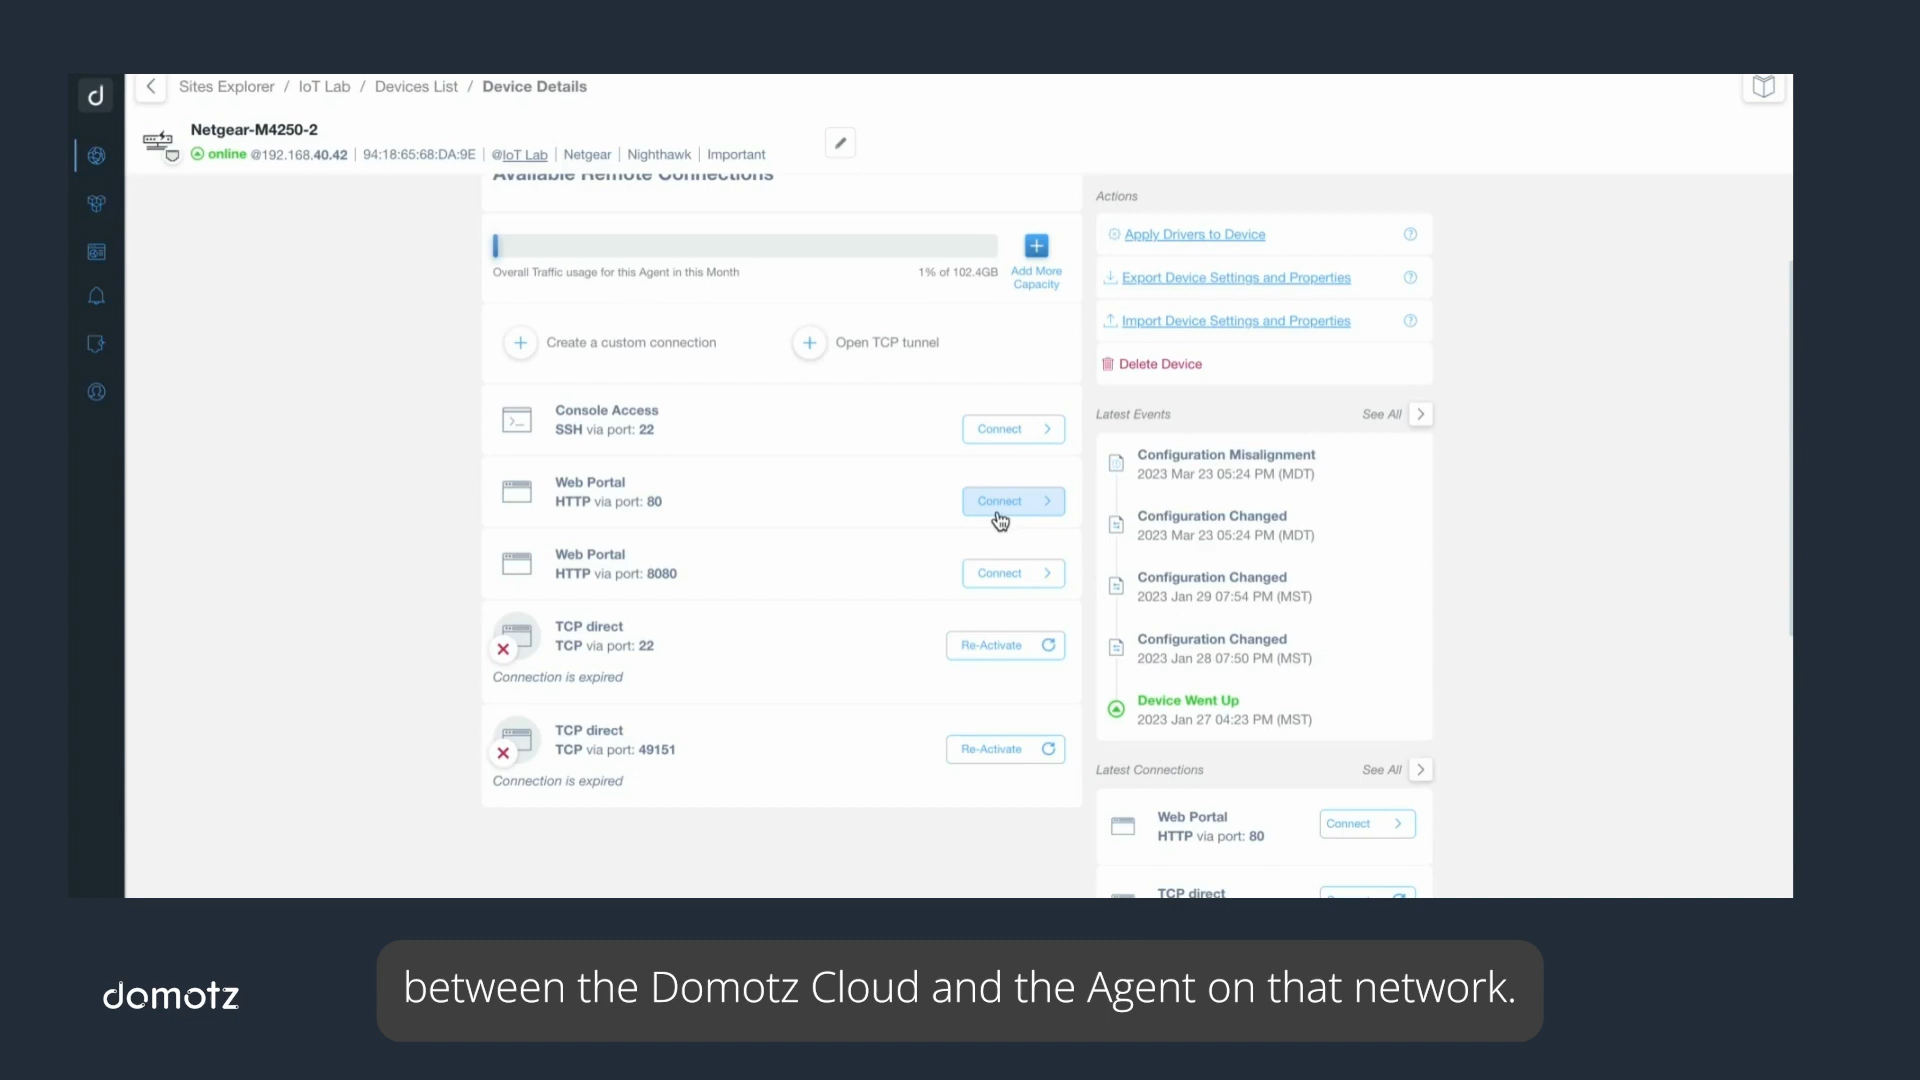 Sites Explorer / IoT Lab / Devices List / Device Details
Netgear-M4250-2
online @192.168.40.42 | 94:18:65:68:DA:9E | @IoT Lab | Netgear | Nighthawk | Important
Available Remote Connections
Overall Traffic usage for this Agent in this Month
1% of 102.4GB
Add More
Capacity
Create a custom connection
Open TCP tunnel
Console Access
SSH via port: 22
Connect
Web Portal
HTTP via port: 80
Connect
Web Portal
HTTP via port: 8080
Connect
TCP direct
TCP via port: 22
Re-Activate
Connection is expired
TCP direct
TCP via port: 49151
Re-Activate
Connection is expired
Actions
Apply Drivers to Device
Export Device Settings and Properties
Import Device Settings and Properties
Delete Device
Latest Events
See All
Configuration Misalignment
2023 Mar 23 05:24 PM (MDT)
Configuration Changed
2023 Mar 23 05:24 PM (MDT)
Configuration Changed
2023 Jan 29 07:54 PM (MST)
Configuration Changed
2023 Jan 28 07:50 PM (MST)
Device Went Up
2023 Jan 27 04:23 PM (MST)
Latest Connections
See All
Web Portal
HTTP via port: 80
Connect
TCP direct
domotz
between the Domotz Cloud and the Agent on that network.